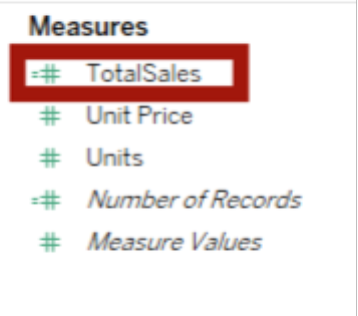 Measures
=# TotalSales
# Unit Price
# Units
=# Number of Records
# Measure Values